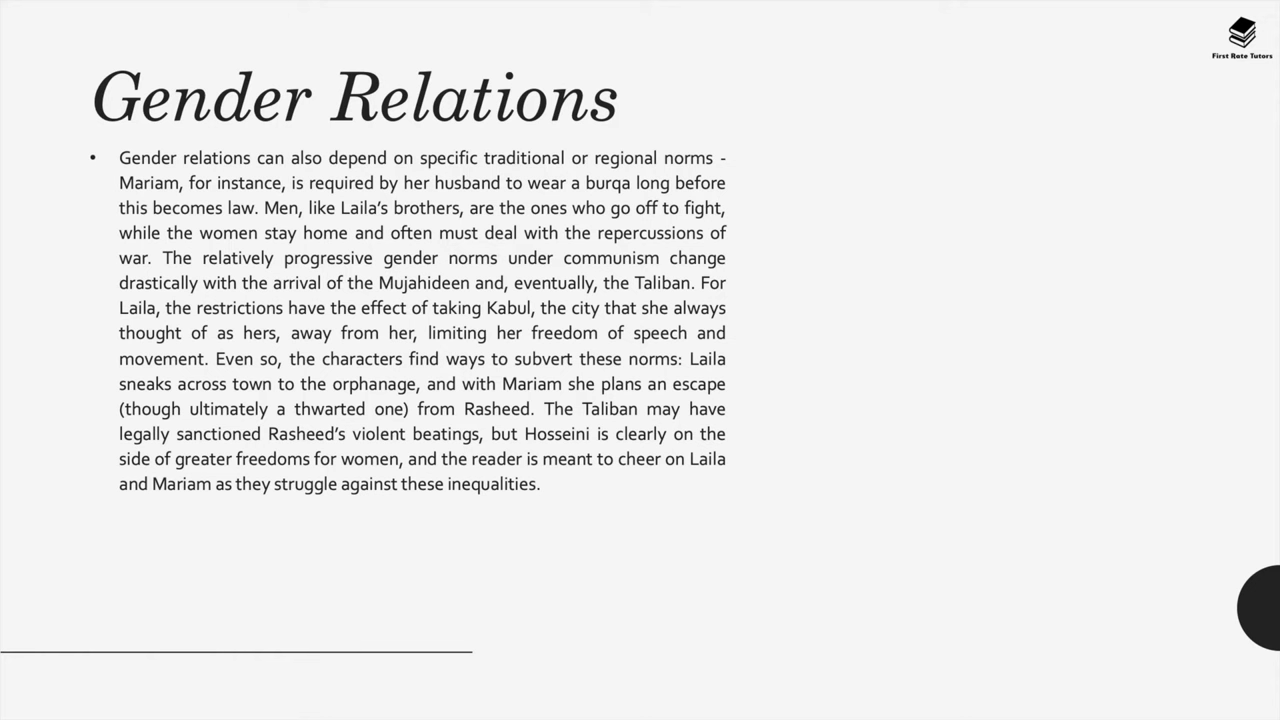 First Rate Tutors
Gender Relations
• Gender relations can also depend on specific traditional or regional norms -
Mariam, for instance, is required by her husband to wear a burqa long before
this becomes law. Men, like Laila’s brothers, are the ones who go off to fight,
while the women stay home and often must deal with the repercussions of
war. The relatively progressive gender norms under communism change
drastically with the arrival of the Mujahideen and, eventually, the Taliban. For
Laila, the restrictions have the effect of taking Kabul, the city that she always
thought of as hers, away from her, limiting her freedom of speech and
movement. Even so, the characters find ways to subvert these norms: Laila
sneaks across town to the orphanage, and with Mariam she plans an escape
(though ultimately a thwarted one) from Rasheed. The Taliban may have
legally sanctioned Rasheed’s violent beatings, but Hosseini is clearly on the
side of greater freedoms for women, and the reader is meant to cheer on Laila
and Mariam as they struggle against these inequalities.